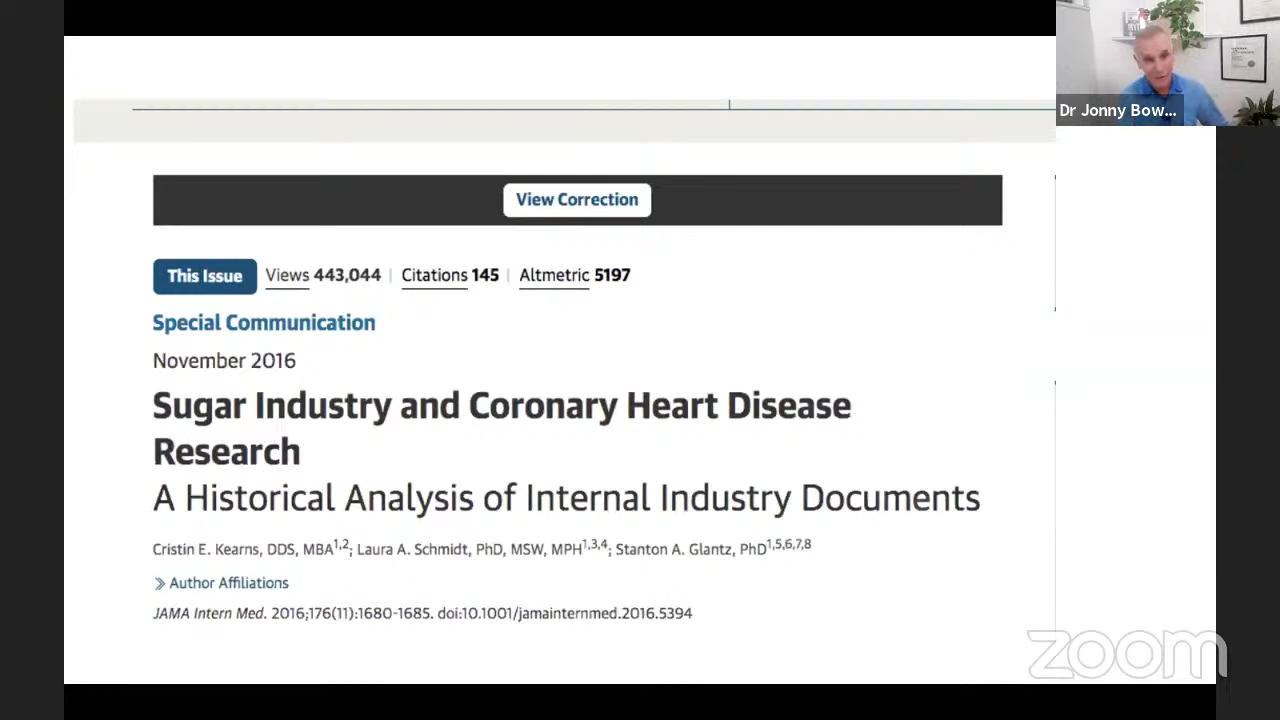 Dr Jonny Bow...
View Correction
This Issue Views 443,044 | Citations 145 | Altmetric 5197
Special Communication
November 2016
Sugar Industry and Coronary Heart Disease
Research
A Historical Analysis of Internal Industry Documents
Cristin E. Kearns, DDS, MBA1,2; Laura A. Schmidt, PhD, MSW, MPH1,3,4; Stanton A. Glantz, PhD1,5,6,7,8
» Author Affiliations
JAMA Intern Med. 2016;176(11):1680-1685. doi:10.1001/jamainternmed.2016.5394
zoom